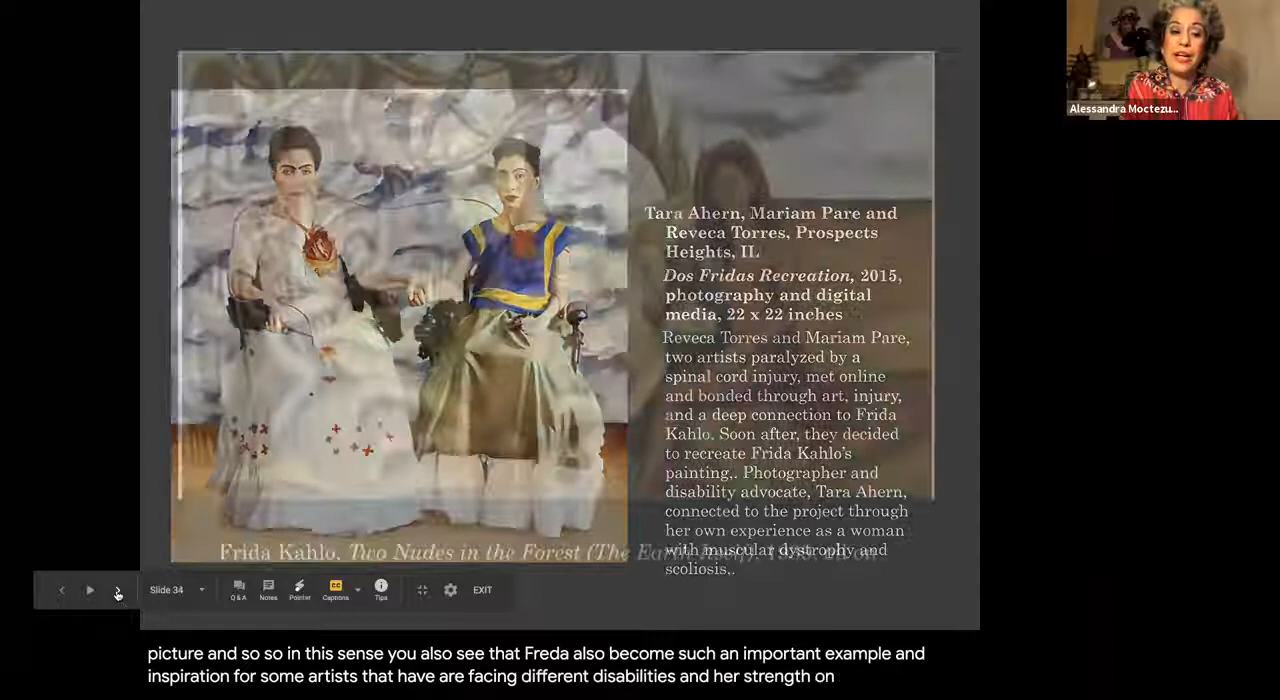 Alessandra Moctezu...
Tara Ahern, Mariam Pare and
Reveca Torres, Prospects
Heights, IL
Dos Fridas Recreation, 2015,
photography and digital
media, 22 x 22 inches
Reveca Torres and Mariam Pare,
two artists paralyzed by a
spinal cord injury, met online
and bonded through art, injury,
and a deep connection to Frida
Kahlo. Soon after, they decided
to recreate Frida Kahlo's
painting,. Photographer and
disability advocate, Tara Ahern,
connected to the project through
her own experience as a woman
with muscular dystrophy and
scoliosis,.
Frida Kahlo, Two Nudes in the Forest (The Earth Itself),
Slide 34
Q&A
Notes
Pointer
CC
Captions
Tips
EXIT
picture and so so in this sense you also see that Freda also become such an important example and
inspiration for some artists that have are facing different disabilities and her strength on